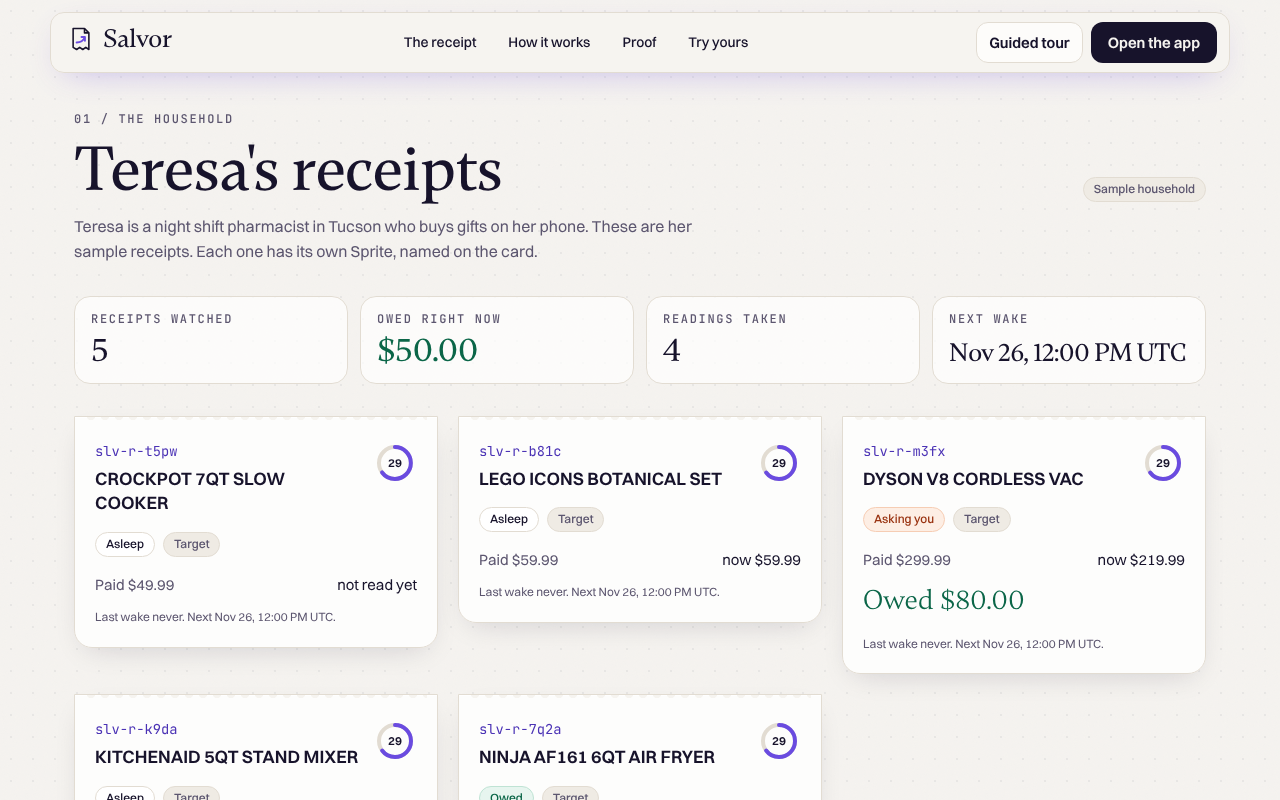 Salvor
The receipt
How it works
Proof
Try yours
Guided tour
Open the app
01 / THE HOUSEHOLD
Teresa's receipts
Sample household
Teresa is a night shift pharmacist in Tucson who buys gifts on her phone. These are her
sample receipts. Each one has its own Sprite, named on the card.
RECEIPTS WATCHED
5
OWED RIGHT NOW
$50.00
READINGS TAKEN
4
NEXT WAKE
Nov 26, 12:00 PM UTC
slv-r-t5pw
29
CROCKPOT 7QT SLOW
COOKER
Asleep
Target
Paid $49.99
not read yet
Last wake never. Next Nov 26, 12:00 PM UTC.
slv-r-b81c
29
LEGO ICONS BOTANICAL SET
Asleep
Target
Paid $59.99
now $59.99
Last wake never. Next Nov 26, 12:00 PM UTC.
slv-r-m3fx
29
DYSON V8 CORDLESS VAC
Asking you
Target
Paid $299.99
now $219.99
Owed $80.00
Last wake never. Next Nov 26, 12:00 PM UTC.
slv-r-k9da
29
KITCHENAID 5QT STAND MIXER
Asleep
Target
slv-r-7q2a
29
NINJA AF161 6QT AIR FRYER
Owed
Target